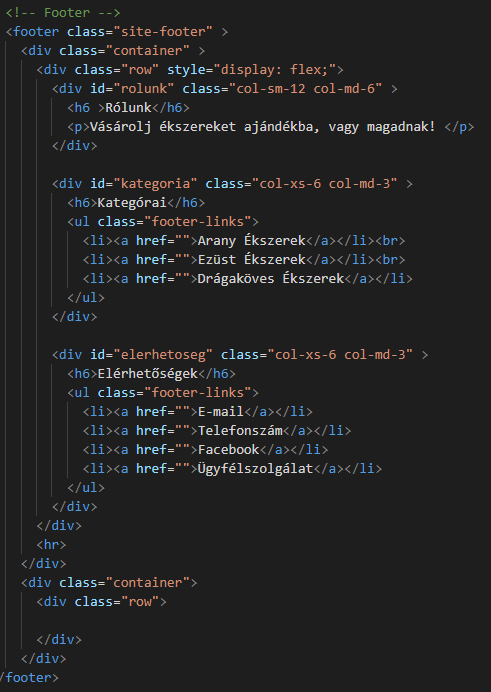 <!-- Footer -->
<footer class="site-footer" >
<div class="container" >
<div class="row" style="display: flex;">
<div id="rolunk" class="col-sm-12 col-md-6" >
<h6 >Rólunk</h6>
<p>Vásárolj ékszereket ajándékba, vagy magadnak! </p>
</div>
<div id="kategoria" class="col-xs-6 col-md-3" >
<h6>Kategórai</h6>
<ul class="footer-links">
<li><a href="">Arany Ékszerek</a></li><br>
<li><a href="">Ezüst Ékszerek</a></li><br>
<li><a href="">Drágaköves Ékszerek</a></li>
</ul>
</div>
<div id="elerhetoseg" class="col-xs-6 col-md-3" >
<h6>Elérhetőségek</h6>
<ul class="footer-links">
<li><a href="">E-mail</a></li>
<li><a href="">Telefonszám</a></li>
<li><a href="">Facebook</a></li>
<li><a href="">Ügyfélszolgálat</a></li>
</ul>
</div>
</div>
<hr>
</div>
<div class="container">
<div class="row">
</div>
</div>
/footer>